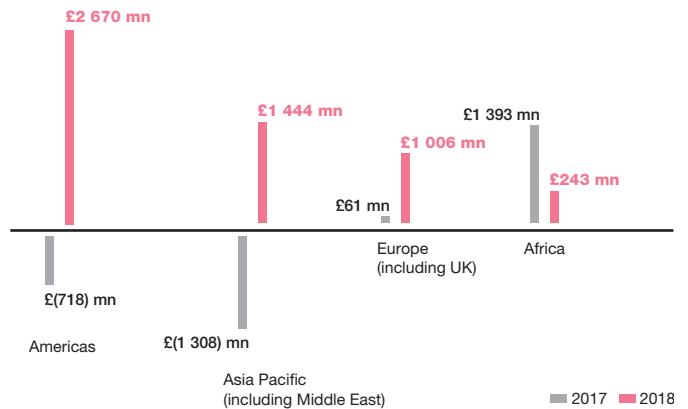 £2 670 mn
£1 444 mn
£1 393 mn
£1 006 mn
£243 mn
£61 mn
Europe
(including UK)
Africa
£(718) mn
£(1 308) mn
Americas
Asia Pacific
(including Middle East)
2017 2018